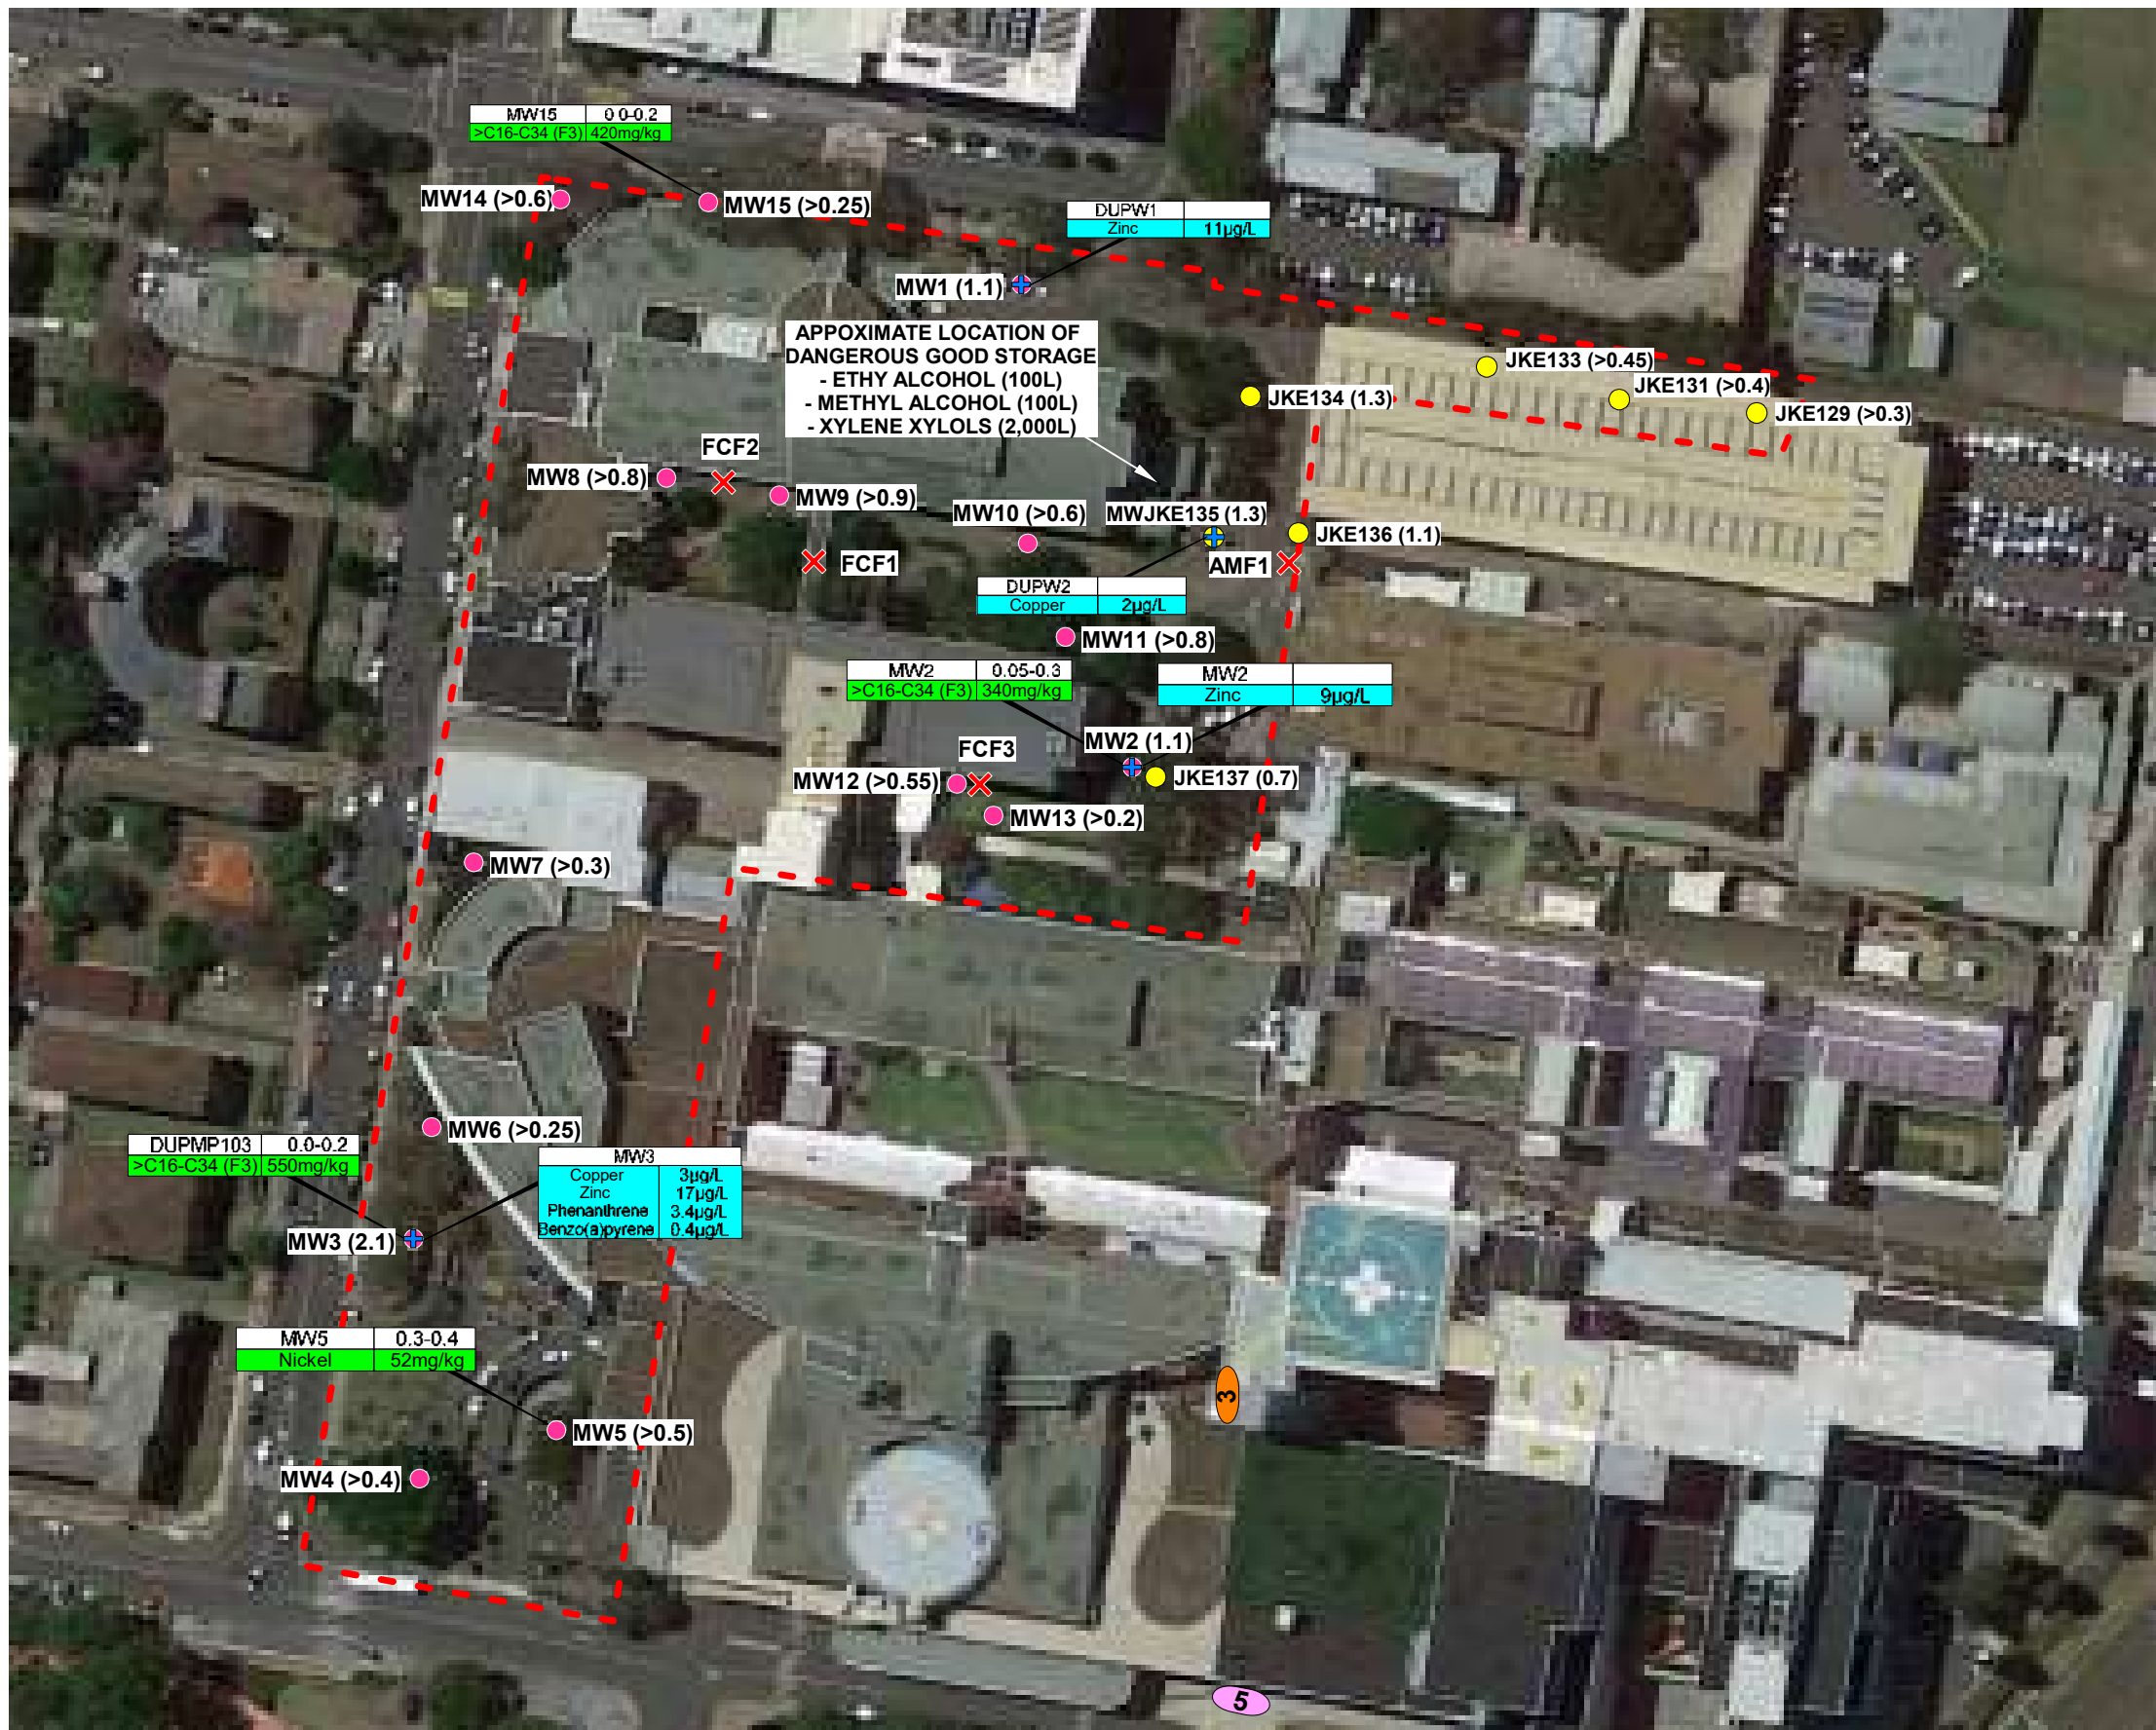 MW15 0.0-0.2
>C16-C34 (F3) 420mg/kg
MW14 (>0.6)
MW15 (>0.25)
DUPW1
Zinc 11µg/L
MW1 (1.1)
APPOXIMATE LOCATION OF
DANGEROUS GOOD STORAGE
- ETHY ALCOHOL (100L)
- METHYL ALCOHOL (100L)
- XYLENE XYLOLS (2,000L)
JKE133 (>0.45)
JKE131 (>0.4)
JKE134 (1.3)
JKE129 (>0.3)
FCF2
MW8 (>0.8)
MW9 (>0.9)
MW10 (>0.6)
MWJKE135 (1.3)
JKE136 (1.1)
FCF1
AMF1
DUPW2
Copper 2µg/L
MW11 (>0.8)
MW2 0.05-0.3
>C16-C34 (F3) 340mg/kg
MW2
Zinc 9µg/L
MW2 (1.1)
FCF3
MW12 (>0.55)
JKE137 (0.7)
MW13 (>0.2)
MW7 (>0.3)
MW6 (>0.25)
DUPMP103 0.0-0.2
>C16-C34 (F3) 550mg/kg
MW3
Copper 3µg/L
Zinc 17µg/L
Phenanthrene 3.4µg/L
Benzo(a)pyrene 0.4µg/L
MW3 (2.1)
MW5 0.3-0.4
Nickel 52mg/kg
MW5 (>0.5)
MW4 (>0.4)
3
5